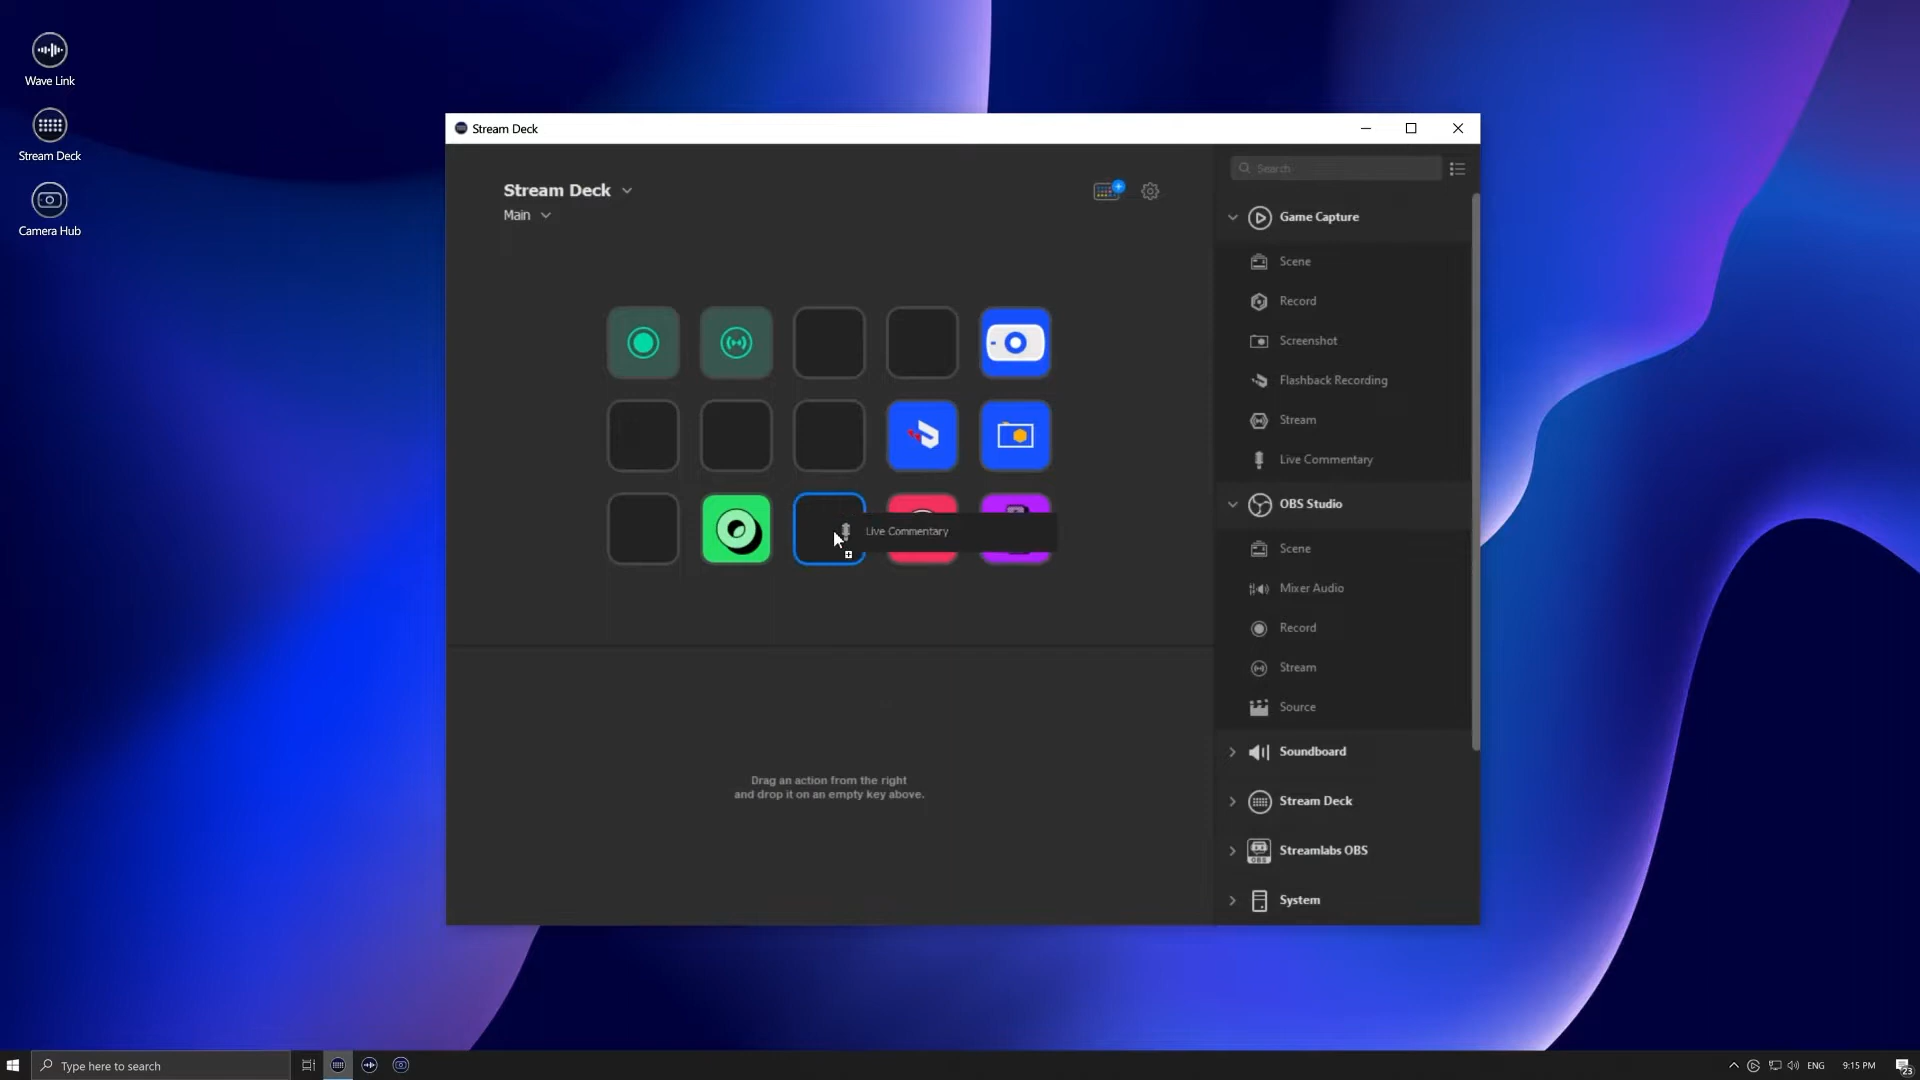 Wave Link
Stream Deck
Camera Hub
Stream Deck
Stream Deck
Main
Search
Game Capture
Scene
Record
Screenshot
Flashback Recording
Stream
Live Commentary
OBS Studio
Scene
Mixer Audio
Record
Stream
Source
Soundboard
Stream Deck
OBS
Streamlabs OBS
System
Live Commentary
Drag an action from the right
and drop it on an empty key above.
Type here to search
ENG
9:15 PM
23